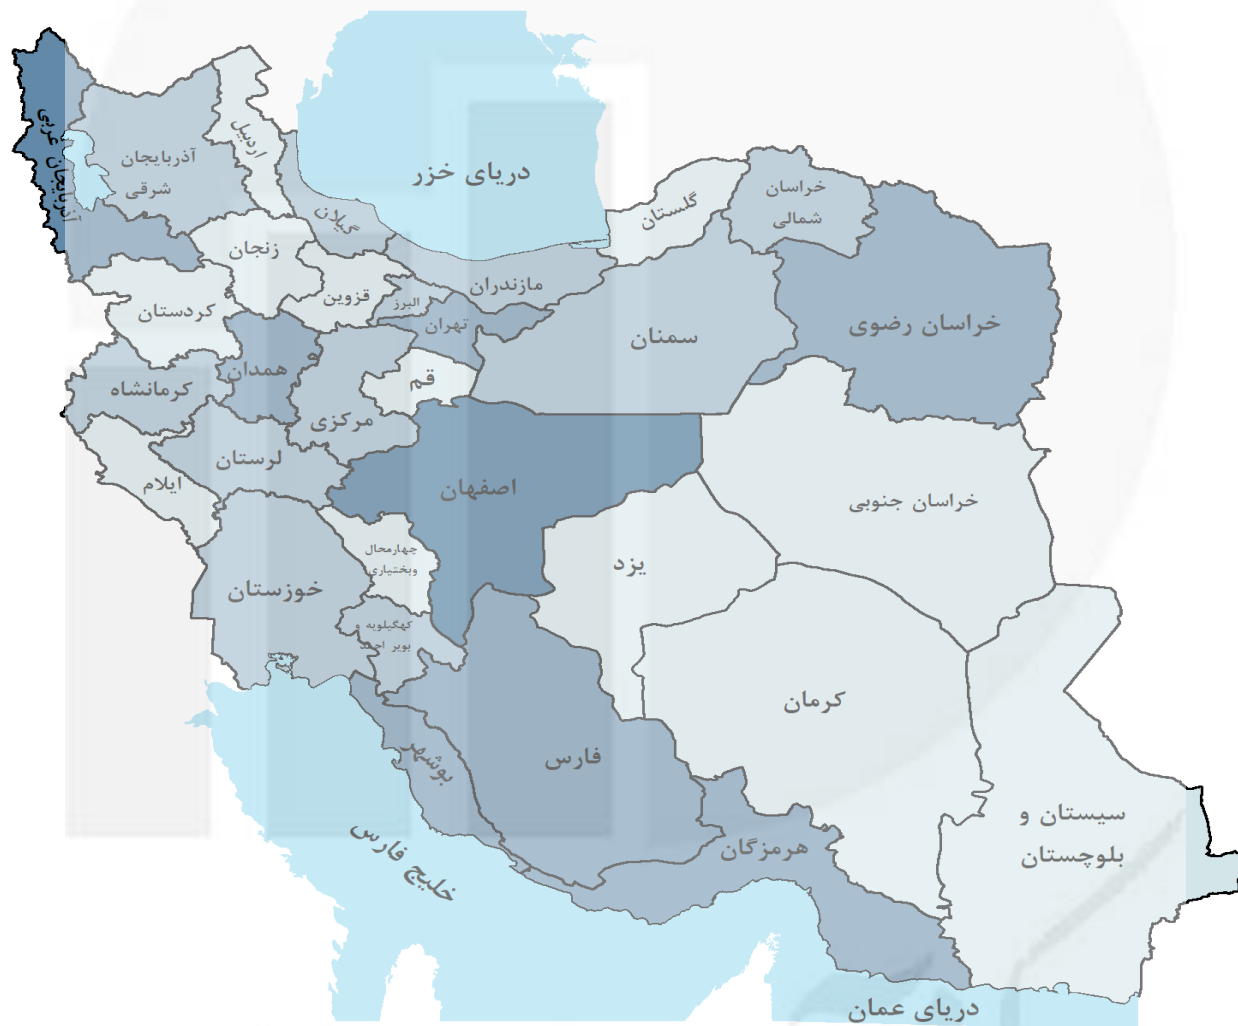 دریای خزر
آذربایجان غربی
آذربایجان
شرقی
اردبیل
گیلان
زنجان
قزوین
البرز
مازندران
تهران
گلستان
خراسان
شمالی
خراسان رضوی
سمنان
کردستان
همدان
کرمانشاه
مرکزی
قم
لرستان
ایلام
اصفهان
خراسان جنوبی
چهارمحال
وبختیاری
یزد
خوزستان
کهگیلویه و
بویر احمد
کرمان
فارس
بوشهر
هرمزگان
سیستان و
بلوچستان
خلیج فارس
دریای عمان